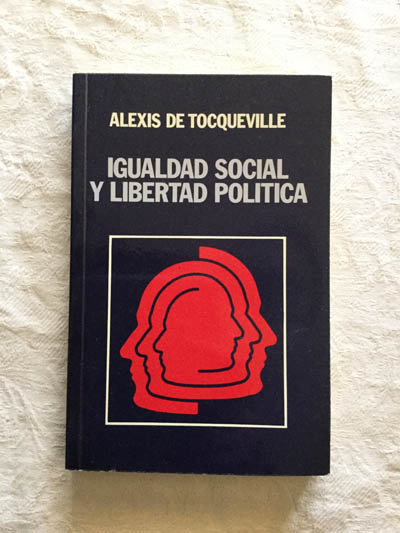 ALEXIS DE TOCQUEVILLE
IGUALDAD SOCIAL
Y LIBERTAD POLITICA